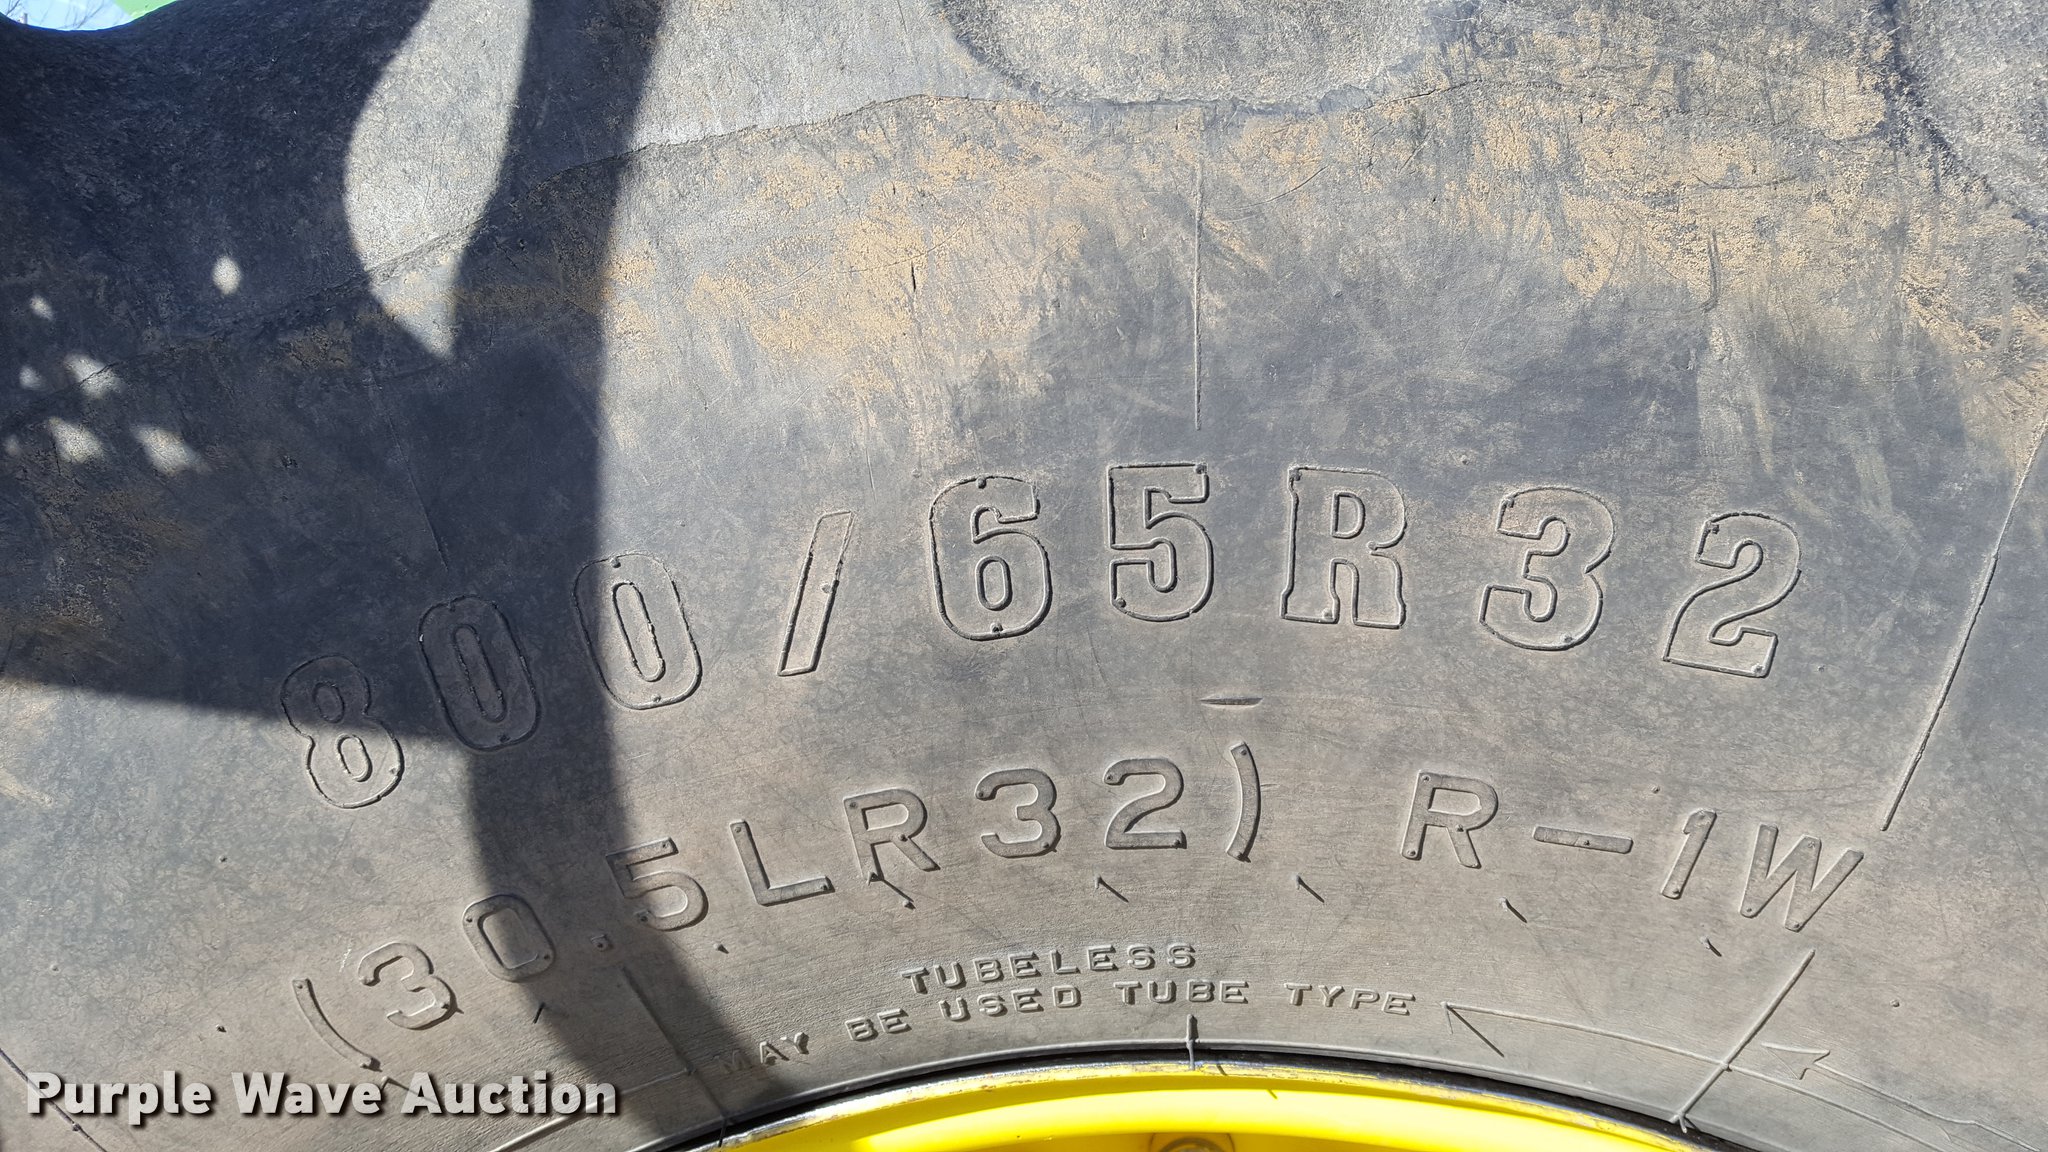 800/65R32
(30.5LR32) R-1W
TUBELESS
MAY BE USED TUBE TYPE
Purple Wave Auction